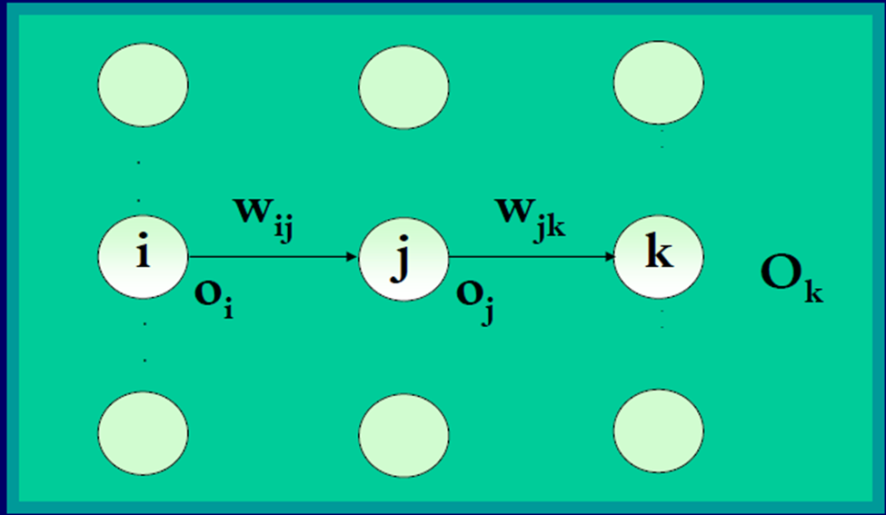 w_ij w_jk
i j k
o_i o_j O_k